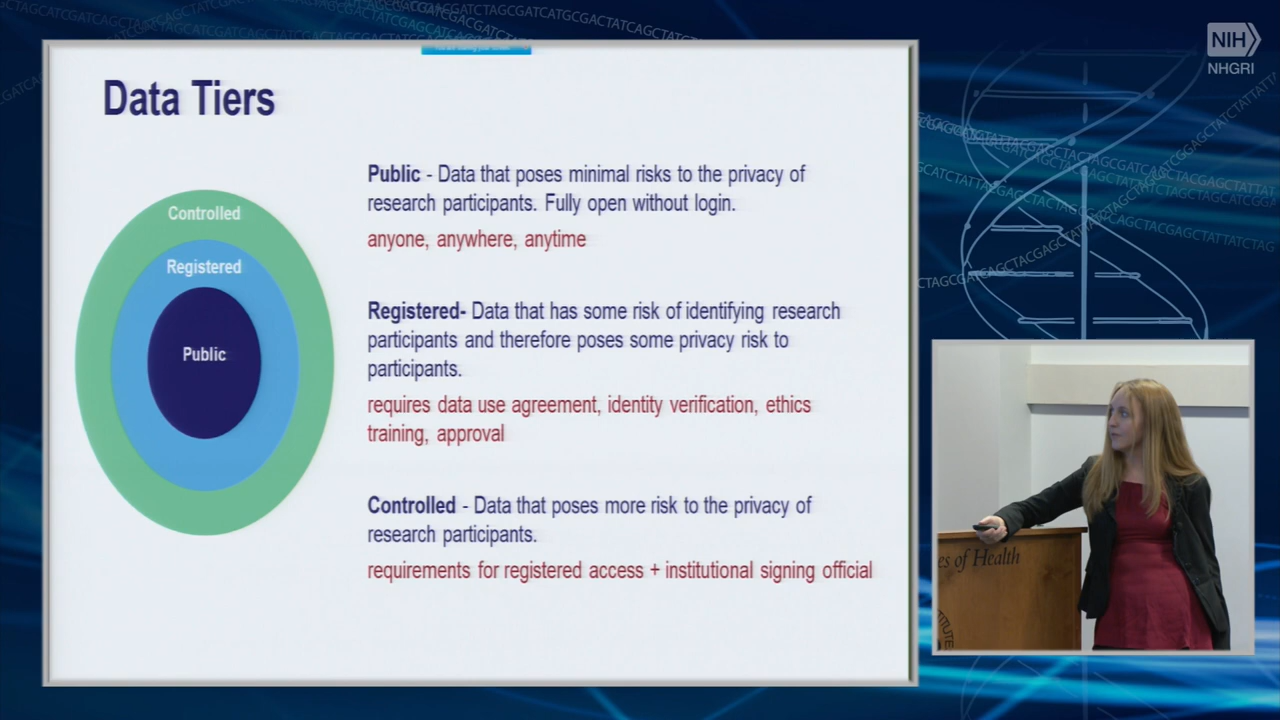 NIH
NHGRI
Data Tiers
Controlled
Registered
Public
Public - Data that poses minimal risks to the privacy of
research participants. Fully open without login.
anyone, anywhere, anytime
Registered- Data that has some risk of identifying research
participants and therefore poses some privacy risk to
participants.
requires data use agreement, identity verification, ethics
training, approval
Controlled - Data that poses more risk to the privacy of
research participants.
requirements for registered access + institutional signing official
es of Health